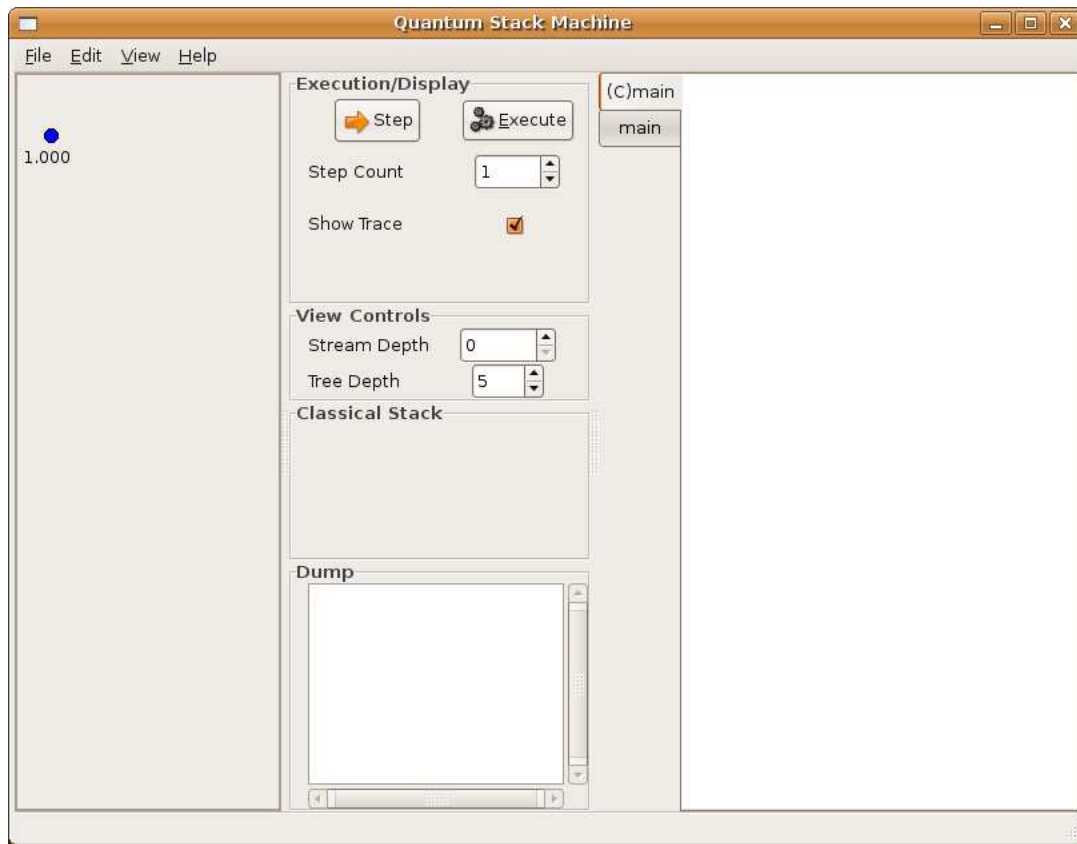 Quantum Stack Machine
File Edit View Help
1.000
Execution/Display
Step Execute
Step Count 1
Show Trace
View Controls
Stream Depth 0
Tree Depth 5
Classical Stack
Dump
(C)main
main